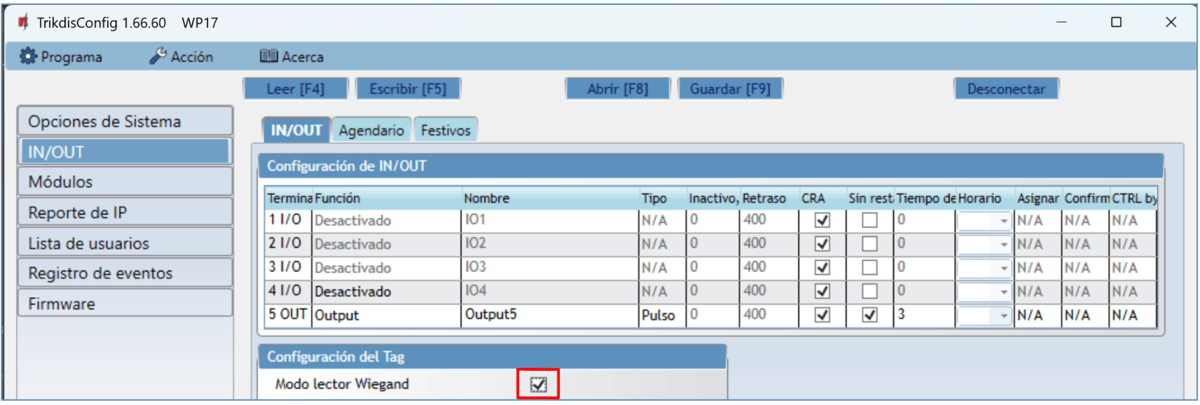 TrikdisConfig 1.66.60 WP17
Programa Acción Acerca
Leer [F4] Escribir [F5] Abrir [F8] Guardar [F9] Desconectar
Opciones de Sistema
IN/OUT
Módulos
Reporte de IP
Lista de usuarios
Registro de eventos
Firmware
IN/OUT Agendario Festivos
Configuración de IN/OUT
Termina Función Nombre Tipo Inactivo, Retraso CRA Sin rest Tiempo de Horario Asignar Confirm CTRL by
1 I/O Desactivado IO1 N/A 0 400 0 N/A N/A N/A
2 I/O Desactivado IO2 N/A 0 400 0 N/A N/A N/A
3 I/O Desactivado IO3 N/A 0 400 0 N/A N/A N/A
4 I/O Desactivado IO4 N/A 0 400 0 N/A N/A N/A
5 OUT Output Output5 Pulso 0 400 3 N/A N/A N/A
Configuración del Tag
Modo lector Wiegand